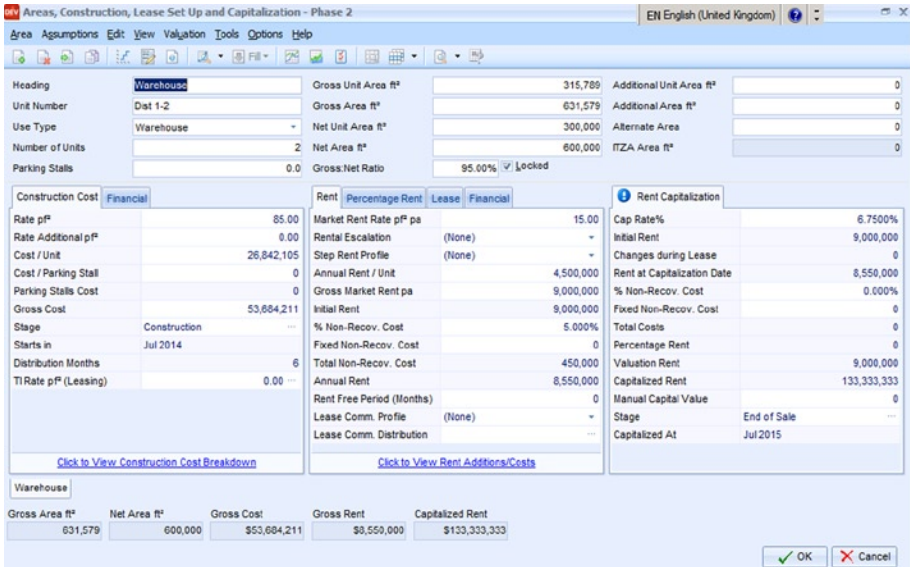 DEV Areas, Construction, Lease Set Up and Capitalization - Phase 2 EN English (United Kingdom)
Area Assumptions Edit View Valuation Tools Options Help
Fill
Heading Warehouse Gross Unit Area ft² 315,789 Additional Unit Area ft² 0
Unit Number Dist 1-2 Gross Area ft² 631,579 Additional Area ft² 0
Use Type Warehouse Net Unit Area ft² 300,000 Alternate Area 0
Number of Units 2 Net Area ft² 600,000 ITZA Area ft² 0
Parking Stalls 0.0 Gross:Net Ratio 95.00% Locked
Construction Cost Financial Rent Percentage Rent Lease Financial Rent Capitalization
Rate pf² 85.00 Market Rent Rate pf² pa 15.00 Cap Rate% 6.7500%
Rate Additional pf² 0.00 Rental Escalation (None) Initial Rent 9,000,000
Cost / Unit 26,842,105 Step Rent Profile (None) Changes during Lease 0
Cost / Parking Stall 0 Annual Rent / Unit 4,500,000 Rent at Capitalization Date 8,550,000
Parking Stalls Cost 0 Gross Market Rent pa 9,000,000 % Non-Recov. Cost 0.000%
Gross Cost 53,684,211 Initial Rent 9,000,000 Fixed Non-Recov. Cost 0
Stage Construction ... % Non-Recov. Cost 5.000% Total Costs 0
Starts in Jul 2014 Fixed Non-Recov. Cost 0 Percentage Rent 0
Distribution Months 6 Total Non-Recov. Cost 450,000 Valuation Rent 9,000,000
TI Rate pf² (Leasing) 0.00 ... Annual Rent 8,550,000 Capitalized Rent 133,333,333
Rent Free Period (Months) 0 Manual Capital Value 0
Lease Comm. Profile (None) Stage End of Sale ...
Lease Comm. Distribution ... Capitalized At Jul 2015
Click to View Construction Cost Breakdown Click to View Rent Additions/Costs
Warehouse
Gross Area ft² Net Area ft² Gross Cost Gross Rent Capitalized Rent
631,579 600,000 $53,684,211 $8,550,000 $133,333,333
OK Cancel